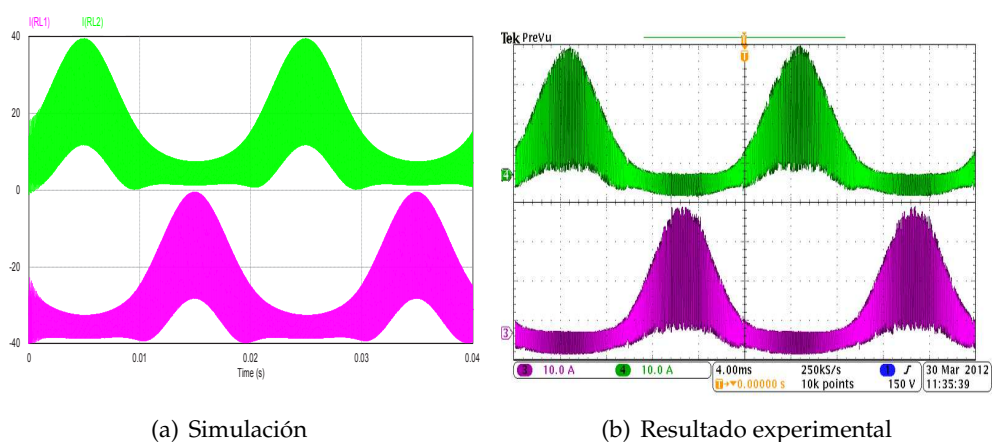 I(RL1) I(RL2)
40
20
0
-20
-40
0 0.01 0.02 0.03 0.04
Time (s)
Tek PreVu
T
4
3
3 10.0 A 4 10.0 A 4.00ms 250kS/s 1 150 V 30 Mar 2012
T→▼0.00000 s 10k points 11:35:39
(a) Simulación (b) Resultado experimental